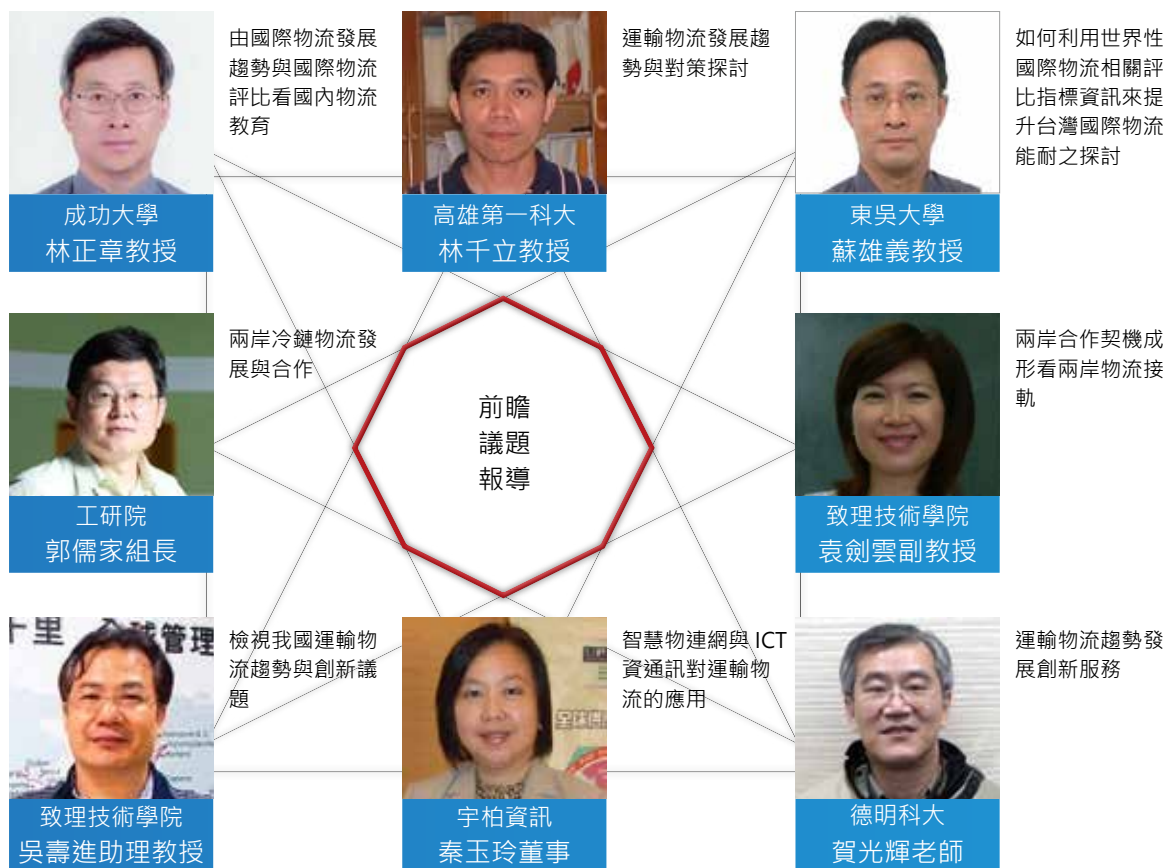 由國際物流發展
趨勢與國際物流
評比看國內物流
教育
成功大學
林正章教授
運輸物流發展趨
勢與對策探討
高雄第一科大
林千立教授
如何利用世界性
國際物流相關評
比指標資訊來提
升台灣國際物流
能耐之探討
東吳大學
蘇雄義教授
兩岸冷鏈物流發
展與合作
工研院
郭儒家組長
前瞻
議題
報導
兩岸合作契機成
形看兩岸物流接
軌
致理技術學院
袁劍雲副教授
十里
管理
檢視我國運輸物
流趨勢與創新議
題
致理技術學院
吳壽進助理教授
智慧物連網與 ICT
資通訊對運輸物
流的應用
宇柏資訊
秦玉玲董事
運輸物流趨勢發
展創新服務
德明科大
賀光輝老師